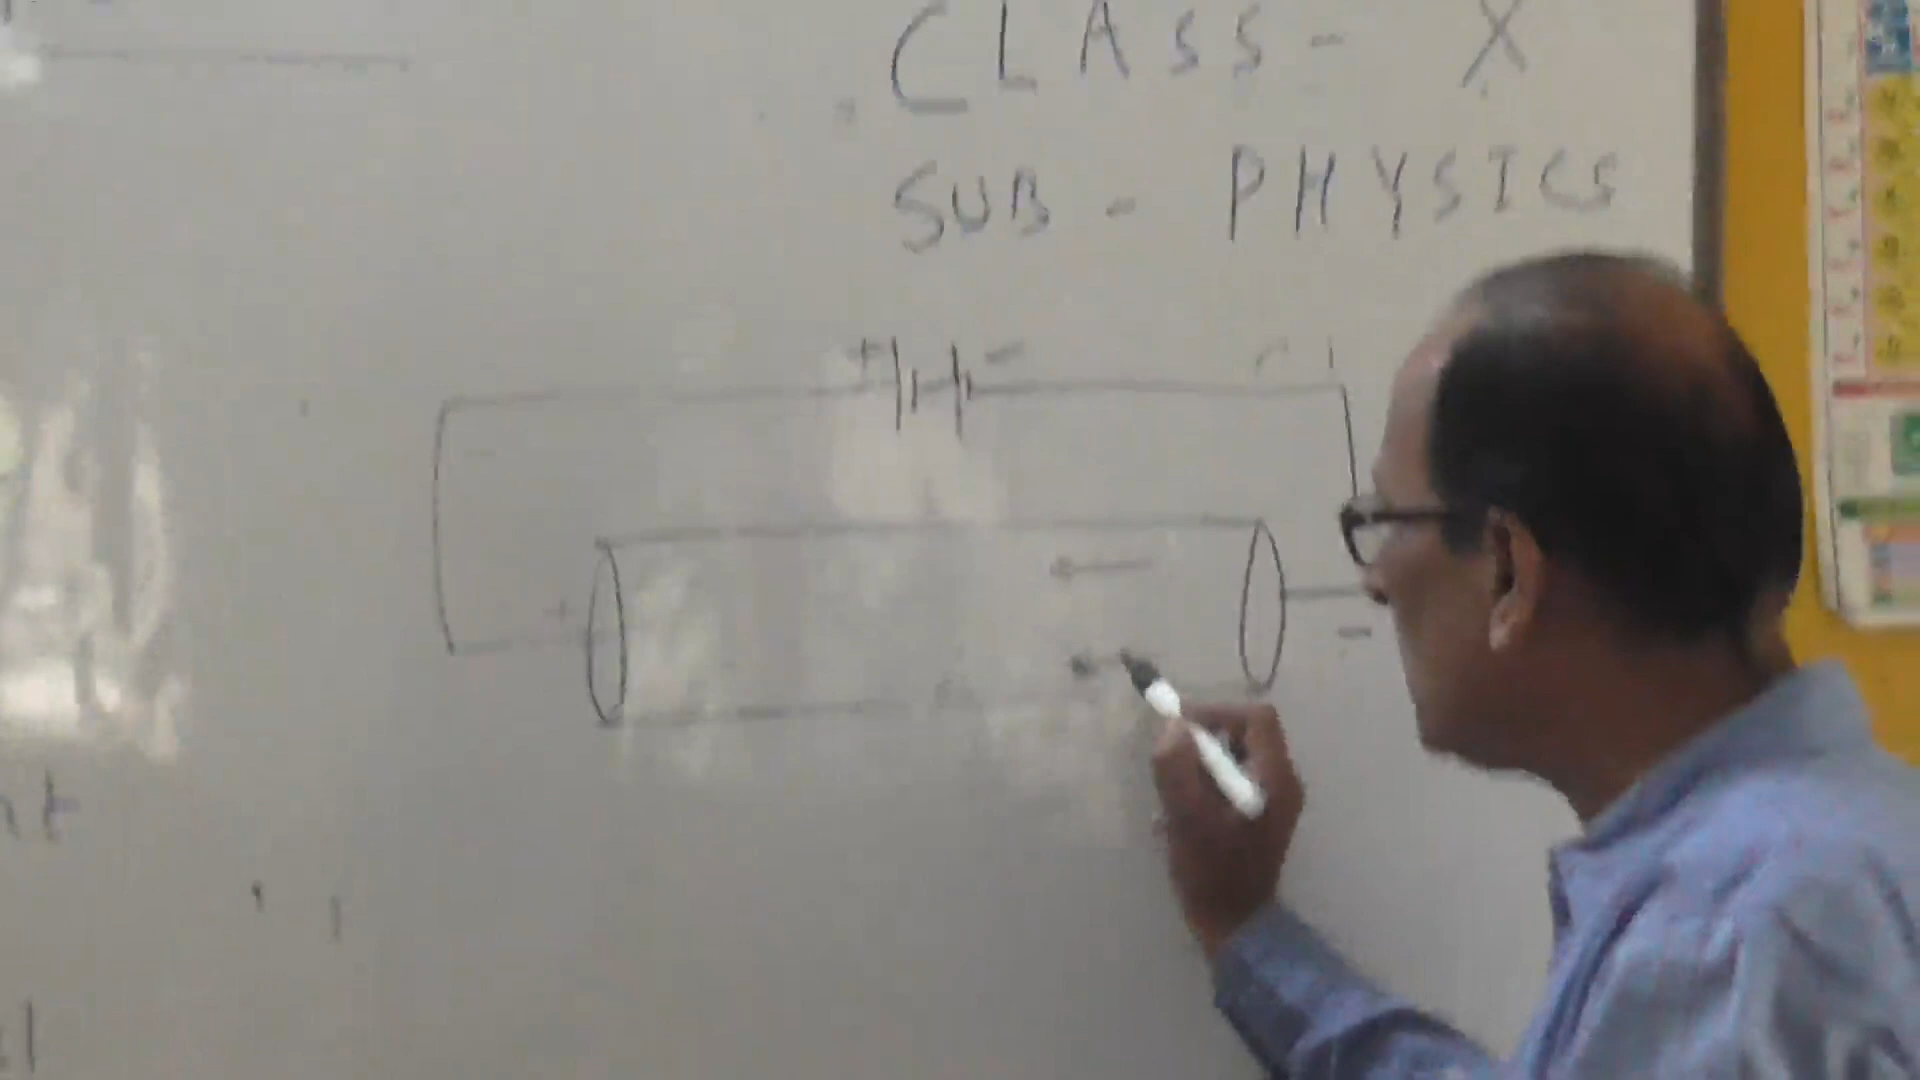 CLASS - X
SUB - PHYSICS
+ -
+
-